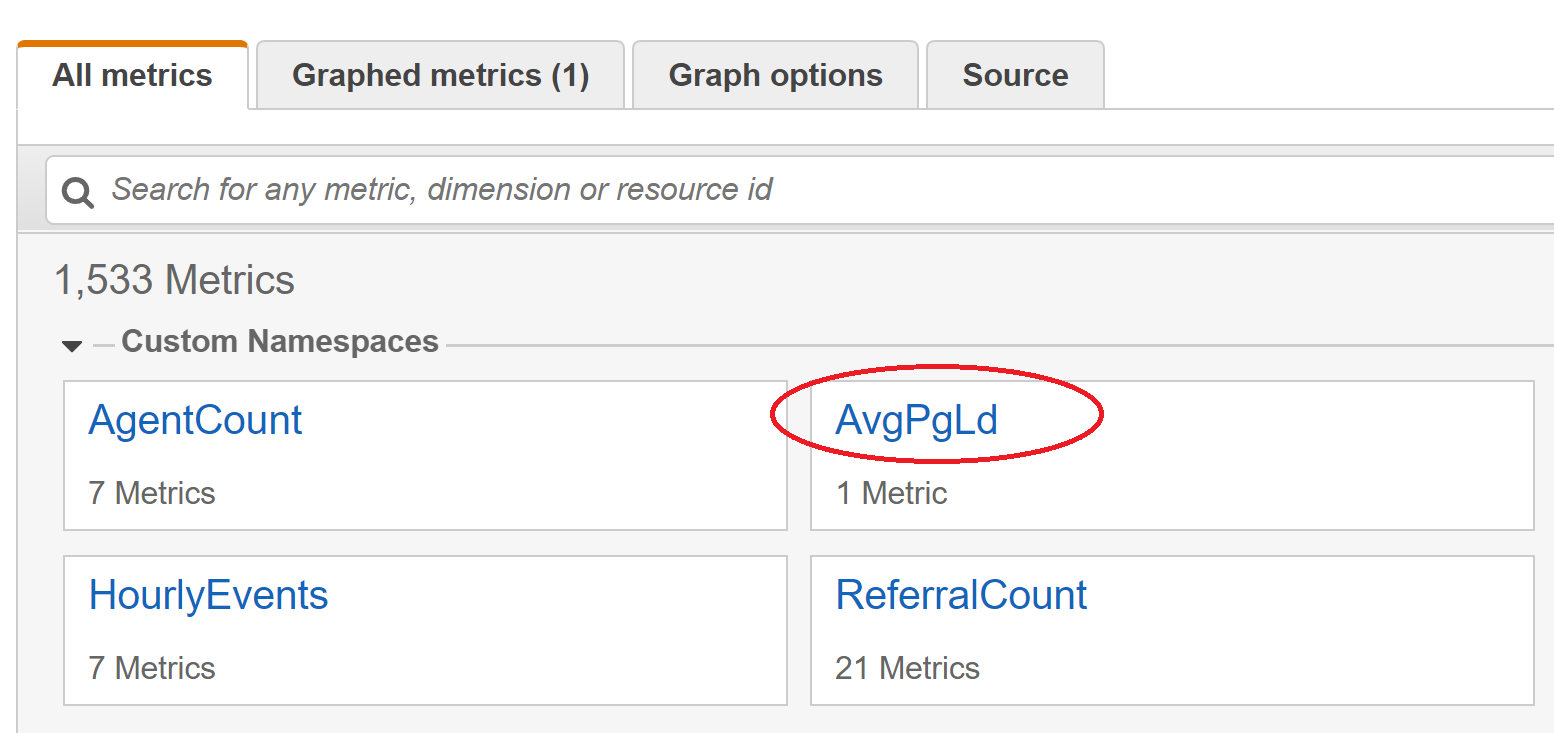 All metrics
Graphed metrics (1)
Graph options
Source
Search for any metric, dimension or resource id
1,533 Metrics
Custom Namespaces
AgentCount
7 Metrics
AvgPgLd
1 Metric
HourlyEvents
7 Metrics
ReferralCount
21 Metrics